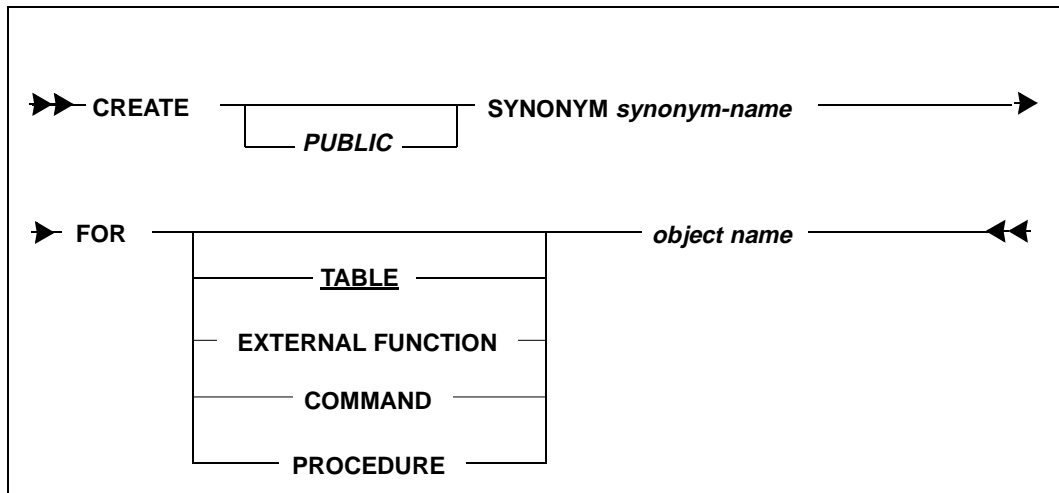 CREATE SYNONYM synonym-name
PUBLIC
FOR object name
TABLE
EXTERNAL FUNCTION
COMMAND
PROCEDURE